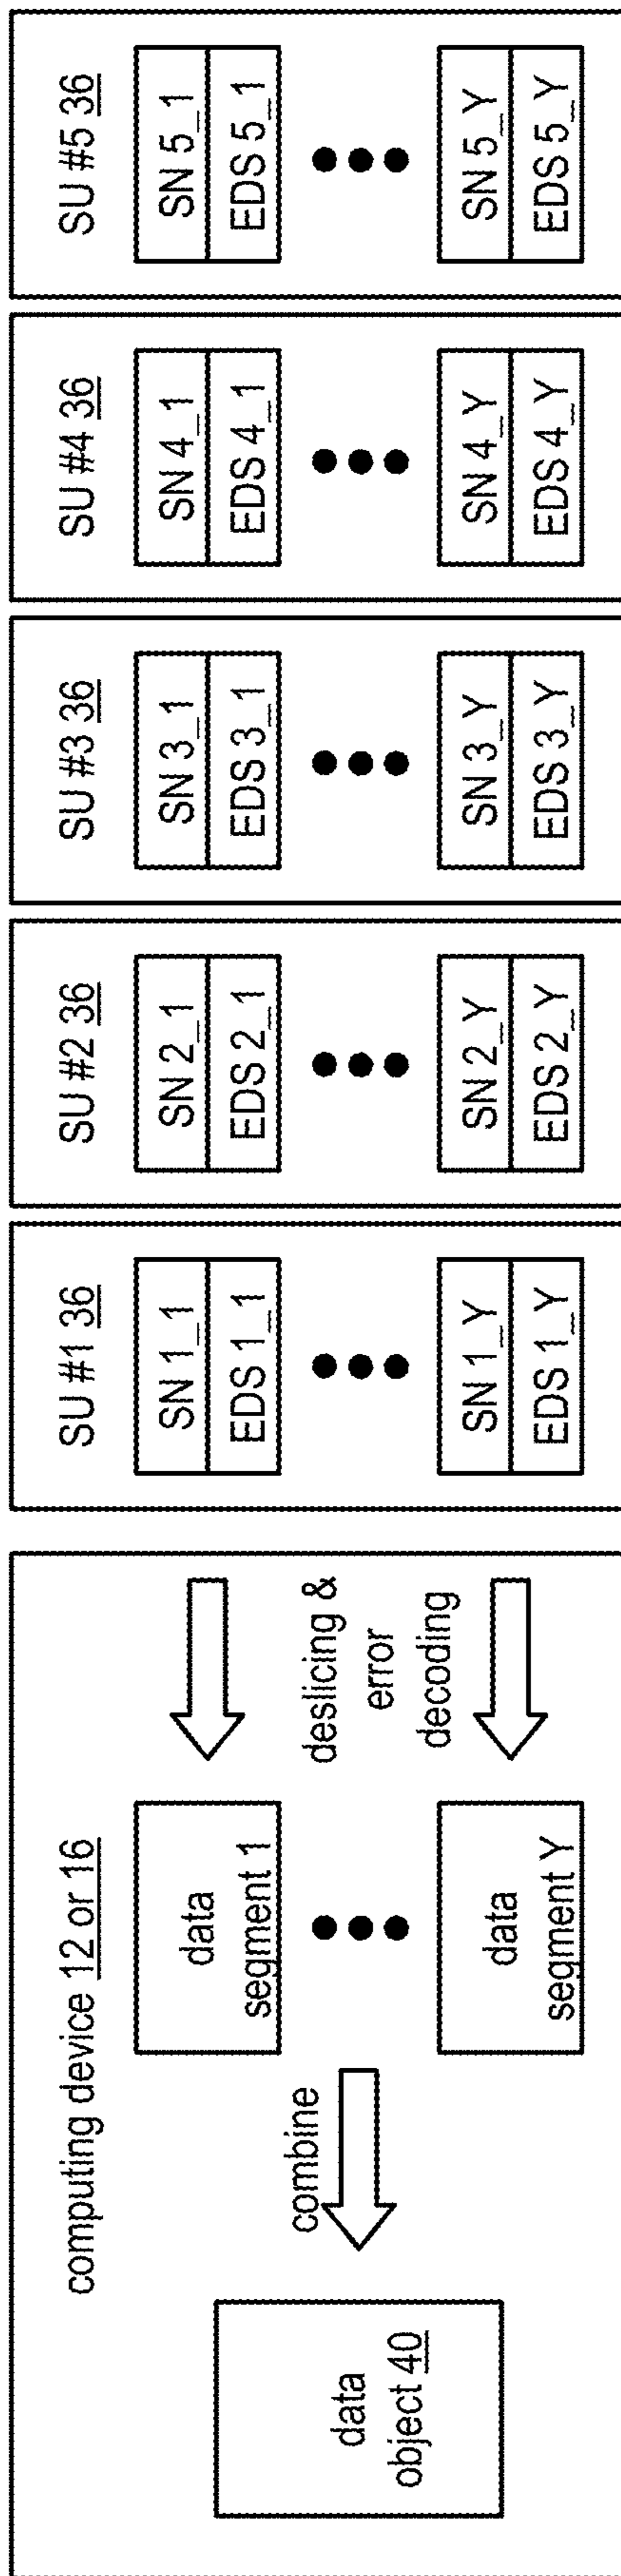 computing device 12 or 16
data
object 40
combine
data
segment 1
data
segment Y
deslicing &
error
decoding
SU #1 36
SN 1_1
EDS 1_1
SN 1_Y
EDS 1_Y
SU #2 36
SN 2_1
EDS 2_1
SN 2_Y
EDS 2_Y
SU #3 36
SN 3_1
EDS 3_1
SN 3_Y
EDS 3_Y
SU #4 36
SN 4_1
EDS 4_1
SN 4_Y
EDS 4_Y
SU #5 36
SN 5_1
EDS 5_1
SN 5_Y
EDS 5_Y